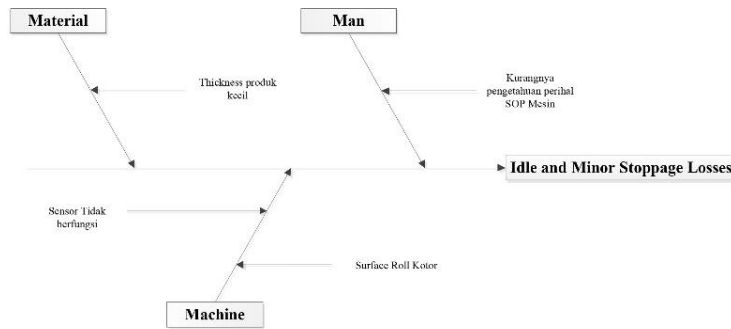 Material
Man
Thickness produk
kecil
Kurangnya
pengetahuan perihal
SOP Mesin
Idle and Minor Stoppage Losses
Sensor Tidak
berfungsi
Surface Roll Kotor
Machine